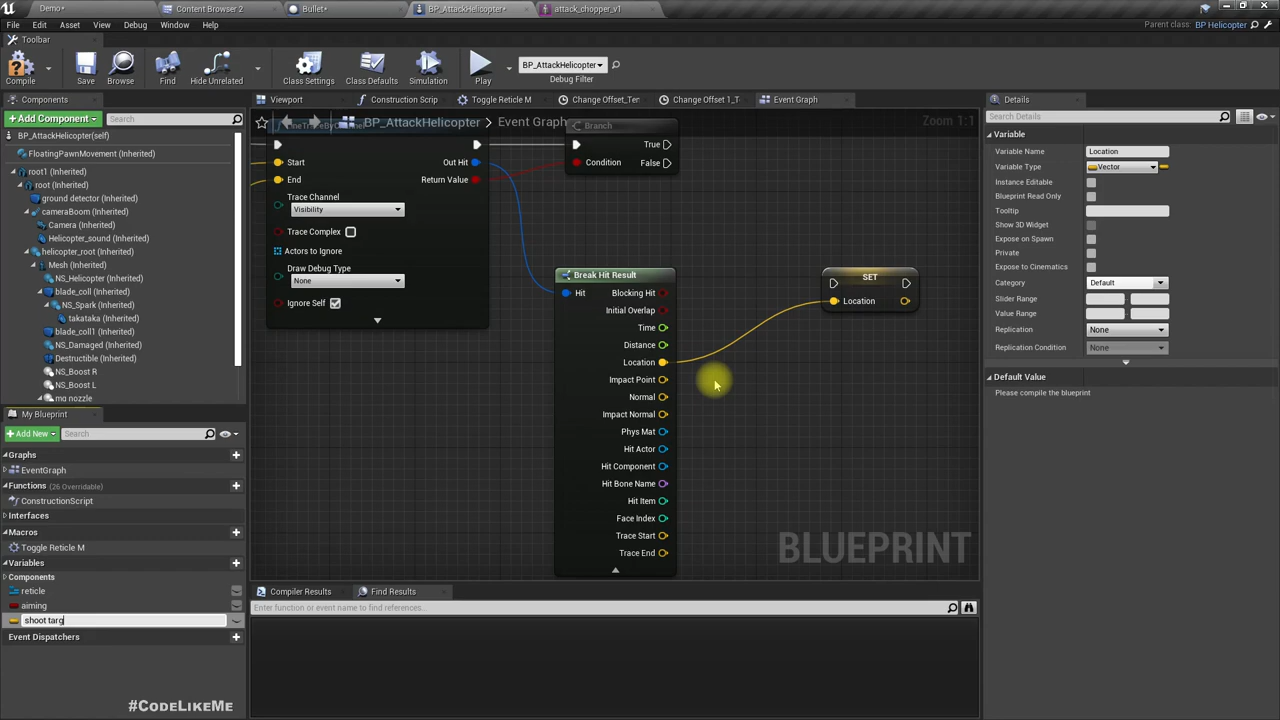 Demo*
Content Browser 2
Bullet*
BP_AttackHelicopter*
attack_chopper_v1
File Edit Asset View Debug Window Help
Parent class: BP Helicopter
Toolbar
Compile
Save
Browse
Find
Hide Unrelated
Class Settings
Class Defaults
Simulation
Play
BP_AttackHelicopter
Debug Filter
Components
+ Add Component
Search
BP_AttackHelicopter(self)
FloatingPawnMovement (Inherited)
root1 (Inherited)
root (Inherited)
ground detector (Inherited)
cameraBoom (Inherited)
Camera (Inherited)
Helicopter_sound (Inherited)
helicopter_root (Inherited)
Mesh (Inherited)
NS_Helicopter (Inherited)
blade_coll (Inherited)
NS_Spark (Inherited)
takataka (Inherited)
blade_coll1 (Inherited)
NS_Damaged (Inherited)
Destructible (Inherited)
NS_Boost R
NS_Boost L
mg nozzle
My Blueprint
+ Add New
Search
Graphs
EventGraph
Functions (26 Overridable)
ConstructionScript
Interfaces
Macros
Toggle Reticle M
Variables
Components
reticle
aiming
shoot targ
Event Dispatchers
#CodeLikeMe
Viewport
Construction Scrip
Toggle Reticle M
Change Offset_Ter
Change Offset 1_T
Event Graph
BP_AttackHelicopter > Event Graph
Zoom 1:1
LineTraceByChannel
Start
End
Out Hit
Return Value
Trace Channel
Visibility
Trace Complex
Actors to Ignore
Draw Debug Type
None
Ignore Self
Branch
True
Condition
False
Break Hit Result
Hit
Blocking Hit
Initial Overlap
Time
Distance
Location
Impact Point
Normal
Impact Normal
Phys Mat
Hit Actor
Hit Component
Hit Bone Name
Hit Item
Face Index
Trace Start
Trace End
SET
Location
BLUEPRINT
Compiler Results
Find Results
Enter function or event name to find references...
Details
Search Details
Variable
Variable Name Location
Variable Type Vector
Instance Editable
Blueprint Read Only
Tooltip
Show 3D Widget
Expose on Spawn
Private
Expose to Cinematics
Category Default
Slider Range
Value Range
Replication None
Replication Condition None
Default Value
Please compile the blueprint